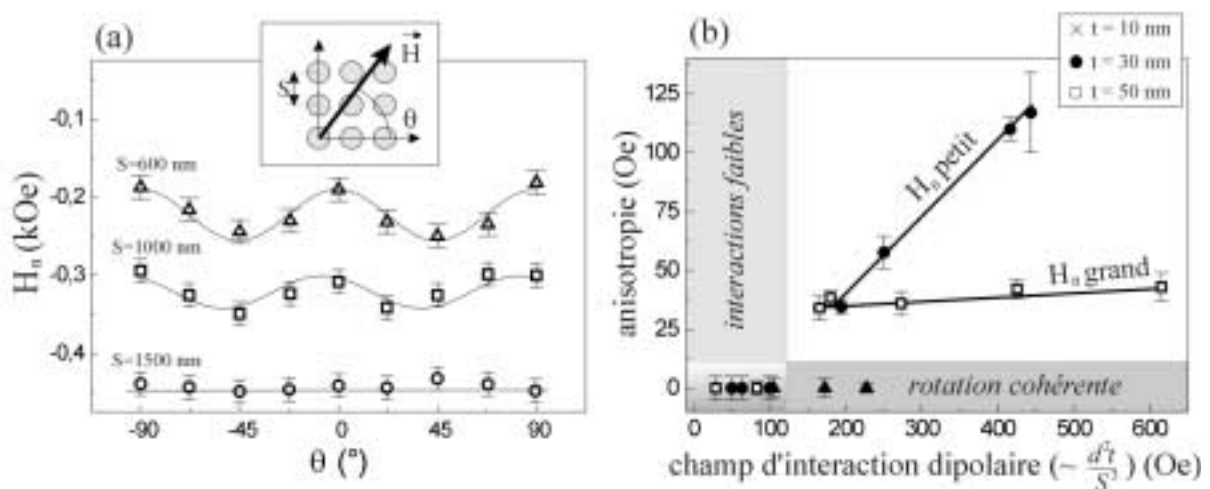 (a)
H
S
θ
S=600 nm
S=1000 nm
S=1500 nm
-0,1
-0,2
-0,3
-0,4
Hn (kOe)
-90
-45
0
45
90
θ (°)
(b)
× t = 10 nm
● t = 30 nm
□ t = 50 nm
125
100
75
50
25
0
anisotropie (Oe)
interactions faibles
Hn petit
Hn grand
rotation cohérente
0
100
200
300
400
500
600
champ d'interaction dipolaire (~ d²t/S³) (Oe)